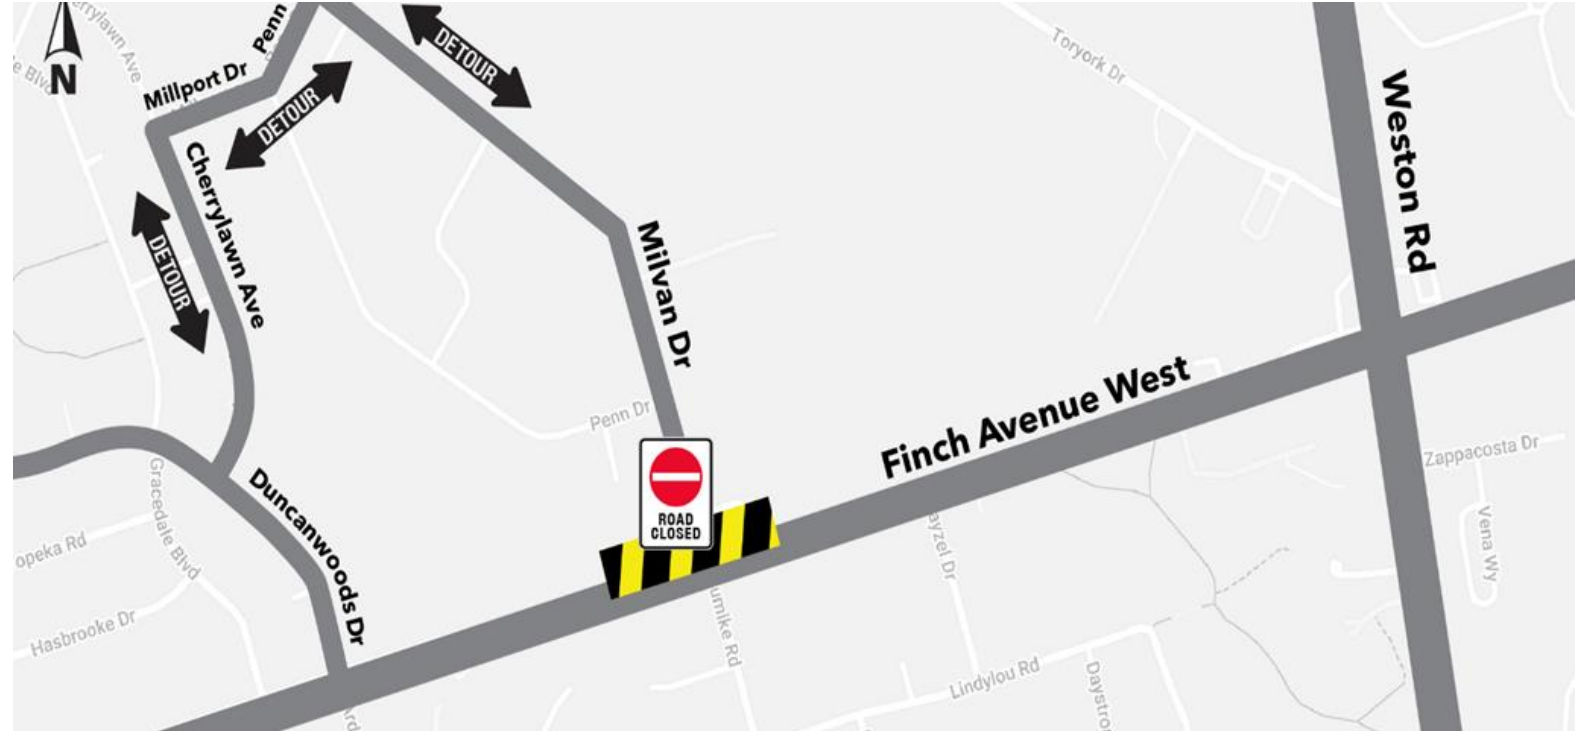 N
Millport Dr
Penn
DETOUR
DETOUR
DETOUR
Cherrylawn Ave
Milvan Dr
Toryork Dr
Weston Rd
Finch Avenue West
Penn Dr
ROAD
CLOSED
Duncanwoods Dr
Gracedale Blvd
Hasbrooke Dr
Zappacosta Dr
Vena Wy
Lindylou Rd